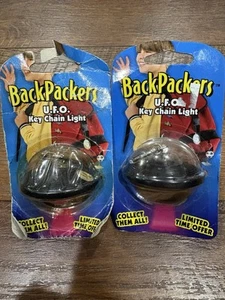 BackPackers
U.F.O.
Key Chain Light
COLLECT
THEM ALL!
LIMITED
TIME OFFER
BackPackers
U.F.O.
Key Chain Light
COLLECT
THEM ALL!
LIMITED
TIME OFFER